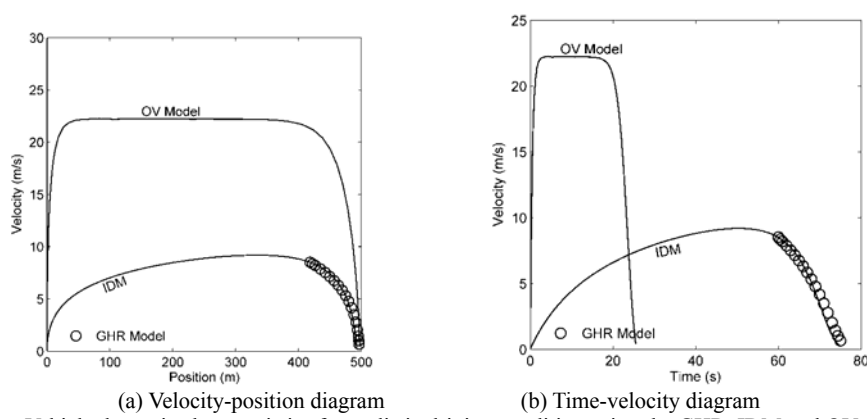 30
25
20
15
10
5
0
Velocity (m/s)
OV Model
IDM
GHR Model
0 100 200 300 400 500
Position (m)
(a) Velocity-position diagram
25
20
15
10
5
0
Velocity (m/s)
OV Model
IDM
GHR Model
0 20 40 60 80
Time (s)
(b) Time-velocity diagram